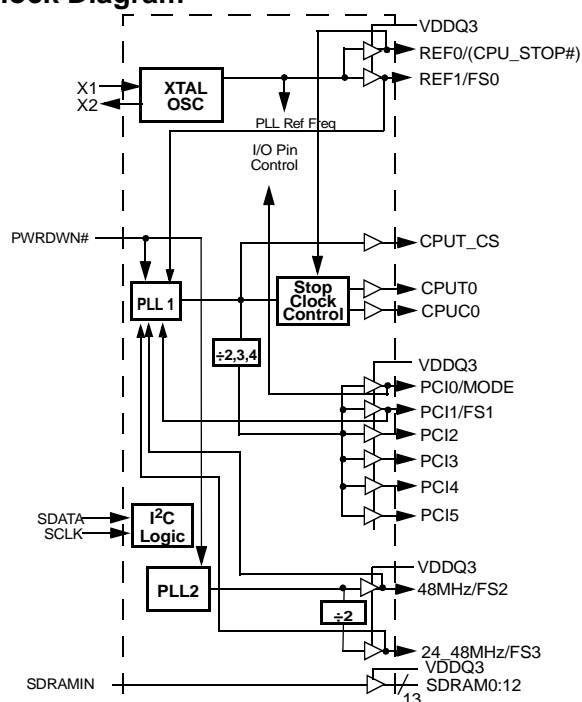 lock Diagram
VDDQ3
REF0/(CPU_STOP#)
REF1/FS0
X1
X2
XTAL
OSC
PLL Ref Freq
I/O Pin
Control
PWRDWN#
CPUT_CS
PLL 1
Stop
Clock
Control
CPUT0
CPUC0
÷2,3,4
VDDQ3
PCI0/MODE
PCI1/FS1
PCI2
PCI3
PCI4
PCI5
SDATA
SCLK
I²C
Logic
VDDQ3
PLL2
48MHz/FS2
÷2
24_48MHz/FS3
VDDQ3
SDRAMIN
SDRAM0:12
13